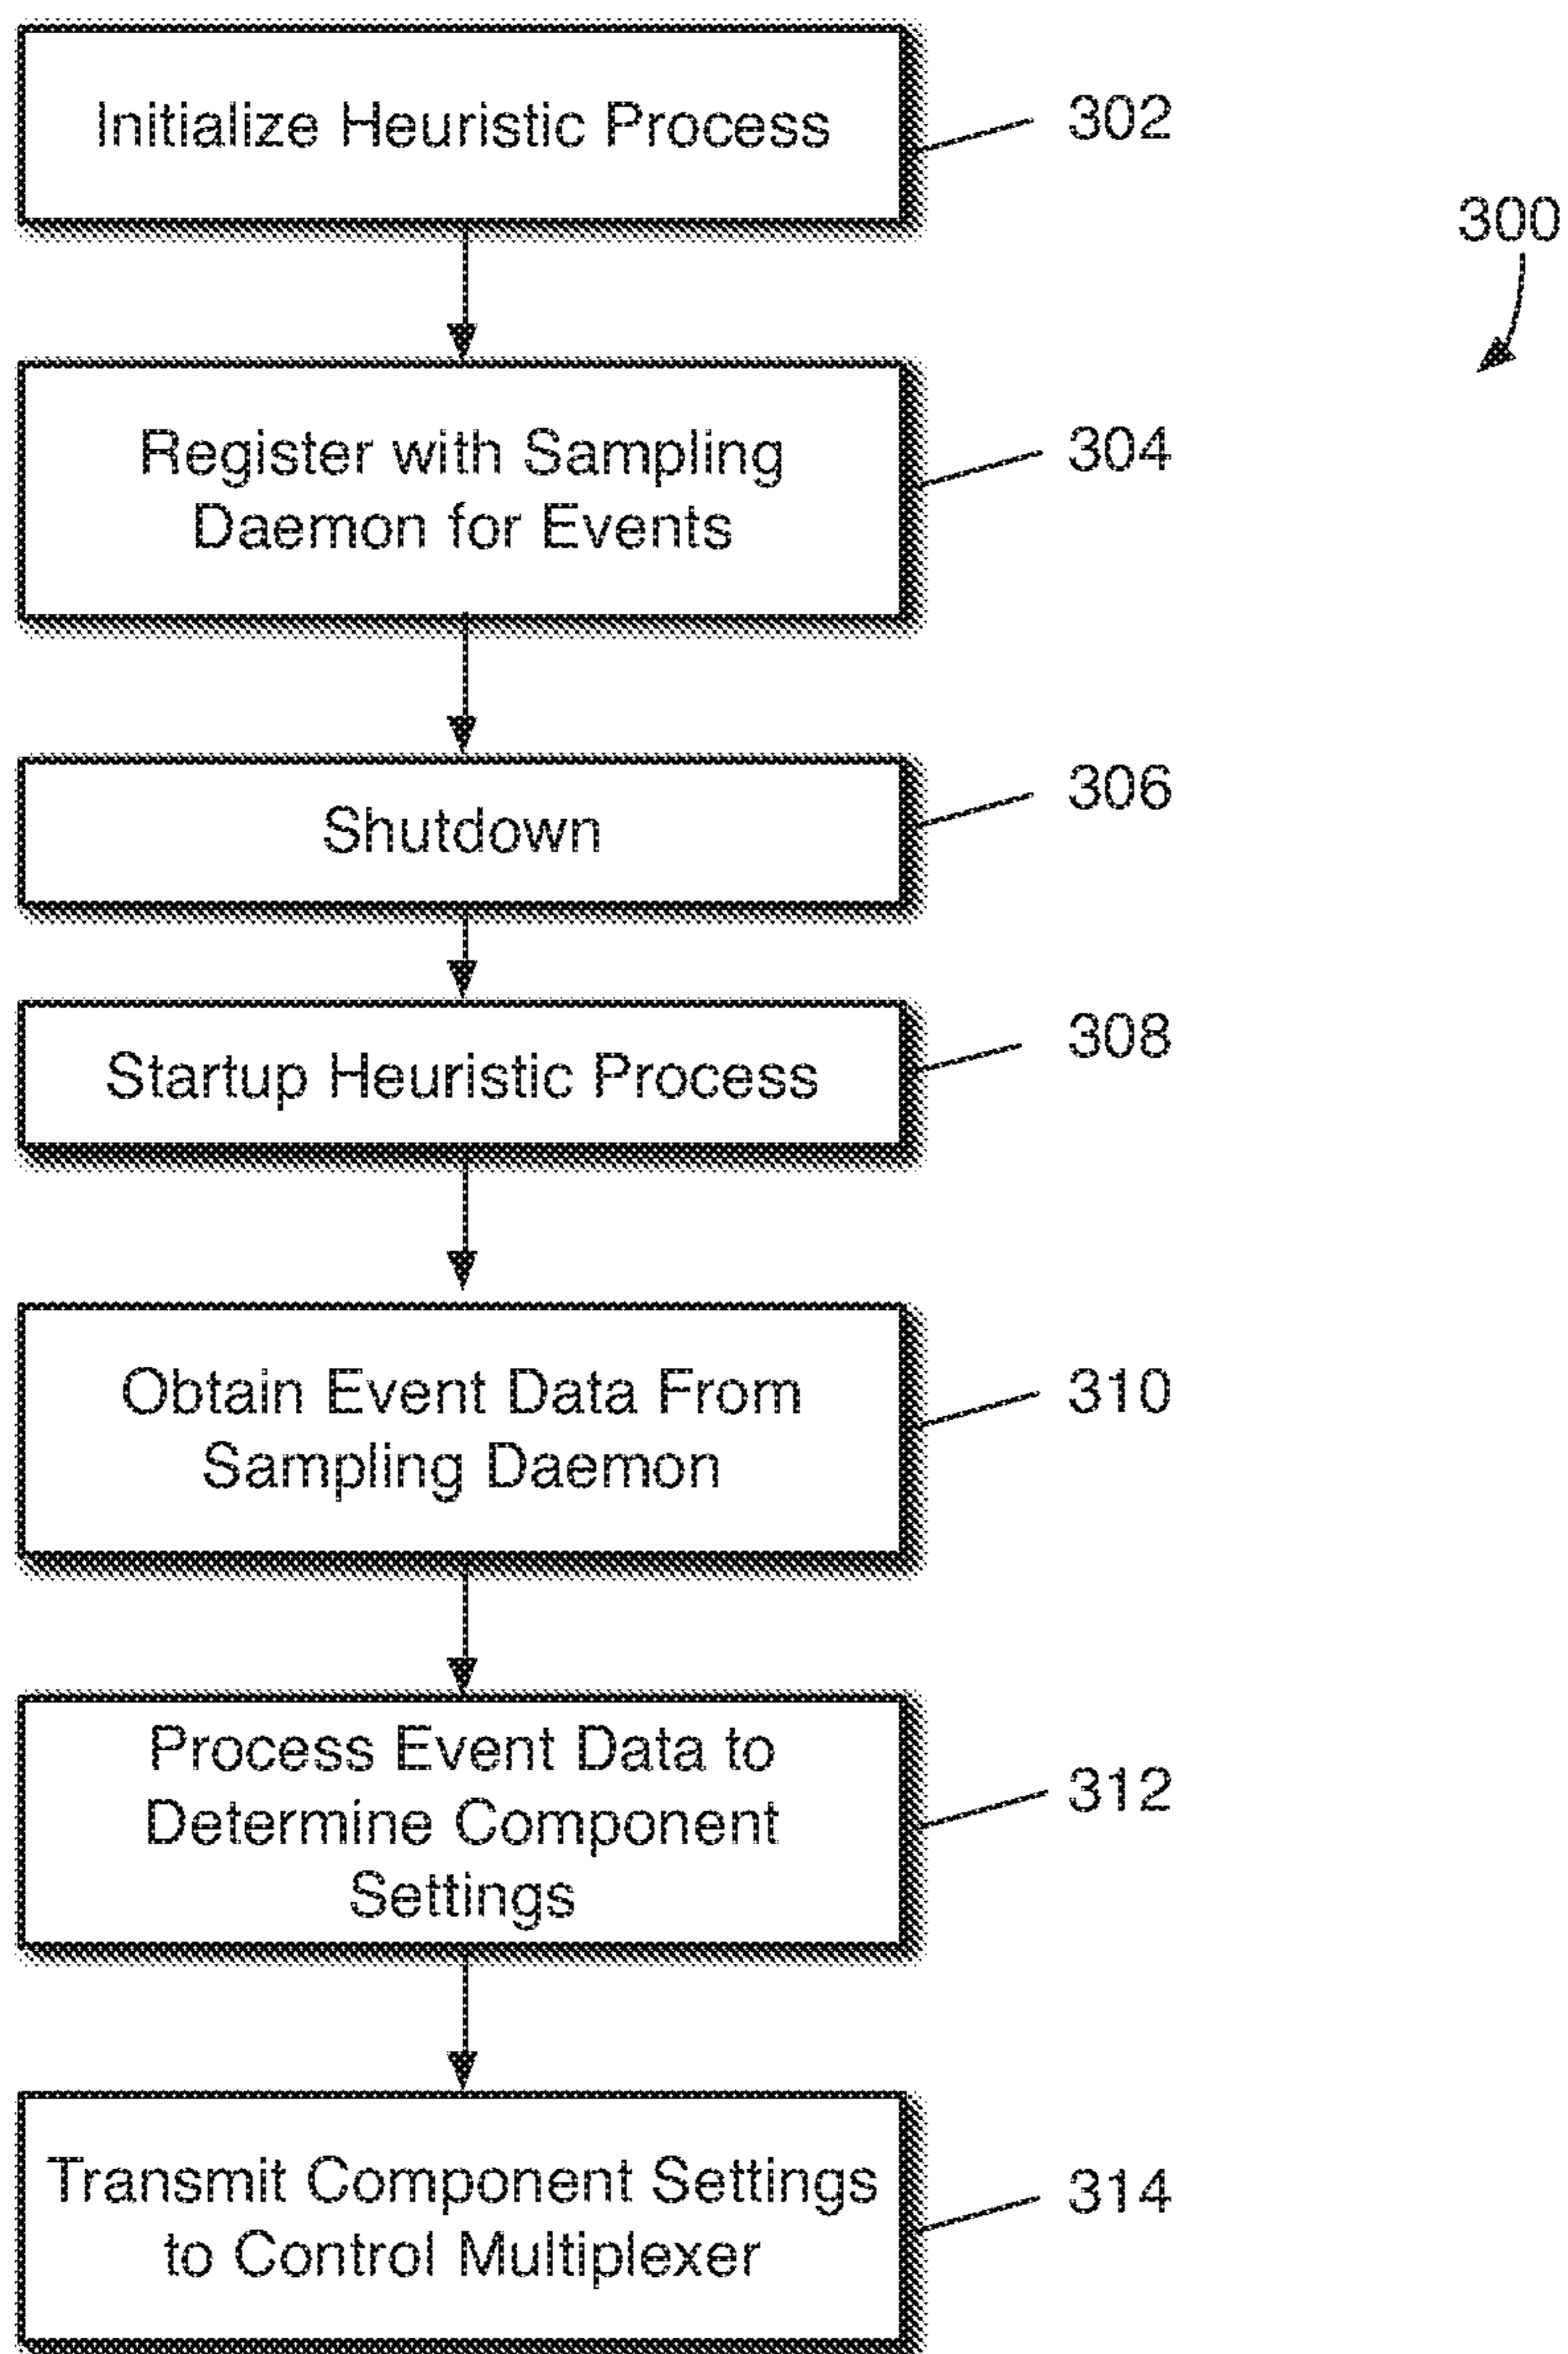 Initialize Heuristic Process
302
300
Register with Sampling
Daemon for Events
304
Shutdown
306
Startup Heuristic Process
308
Obtain Event Data From
Sampling Daemon
310
Process Event Data to
Determine Component
Settings
312
Transmit Component Settings
to Control Multiplexer
314